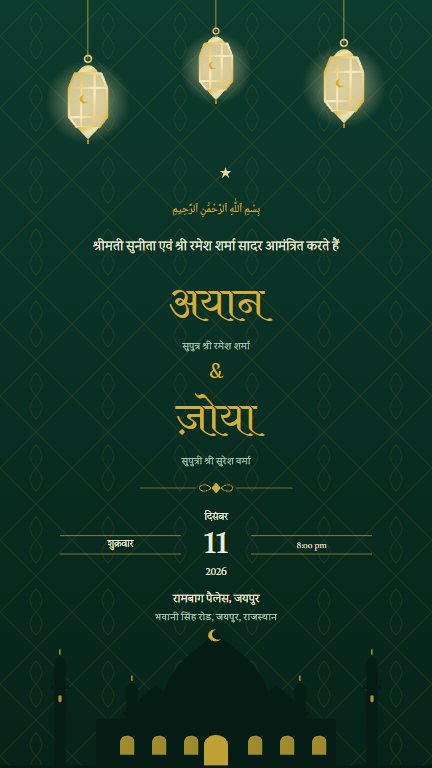 بِسْمِ اللَّهِ الرَّحْمَٰنِ الرَّحِيمِ
श्रीमती सुनीता एवं श्री रमेश शर्मा सादर आमंत्रित करते हैं
अयान
सुपुत्र श्री रमेश शर्मा
&
ज़ोया
सुपुत्री श्री सुरेश वर्मा
दिसंबर
शुक्रवार 11 8:00 pm
2026
रामबाग पैलेस, जयपुर
भवानी सिंह रोड, जयपुर, राजस्थान